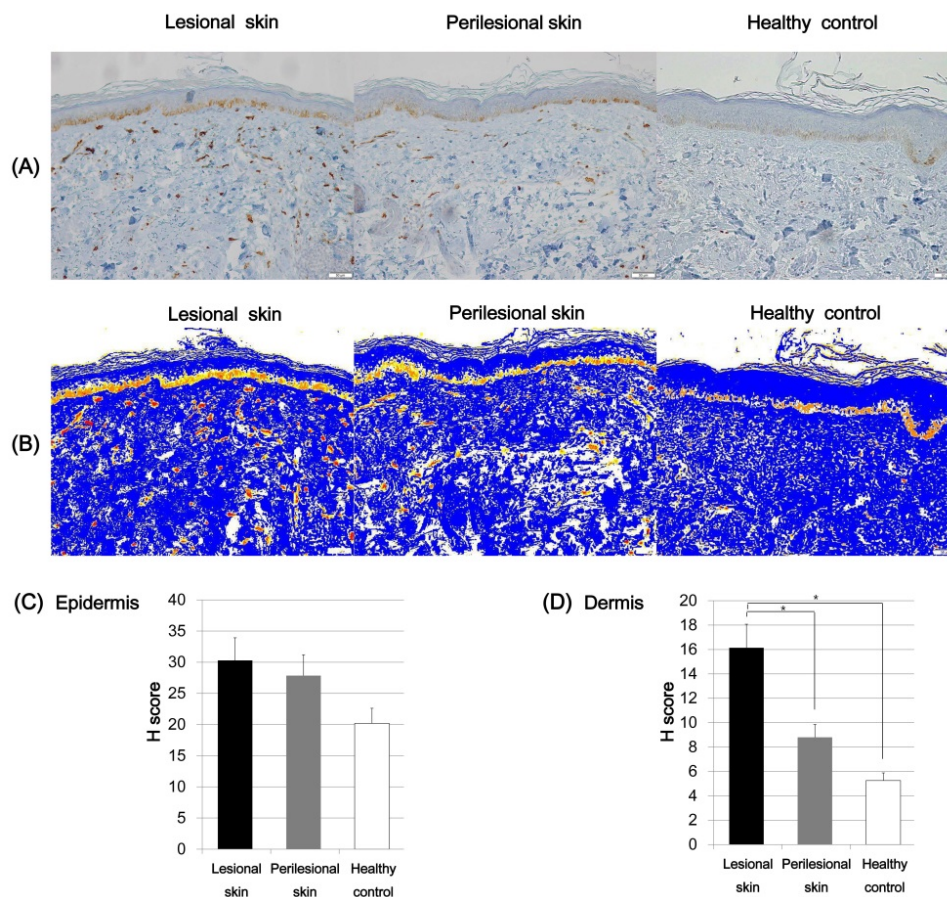 Lesional skin Perilesional skin Healthy control
(A)
Lesional skin Perilesional skin Healthy control
(B)
(C) Epidermis
H score
40
35
30
25
20
15
10
5
0
Lesional skin
Perilesional skin
Healthy control
(D) Dermis
H score
20
18
16
14
12
10
8
6
4
2
0
*
*
Lesional skin
Perilesional skin
Healthy control